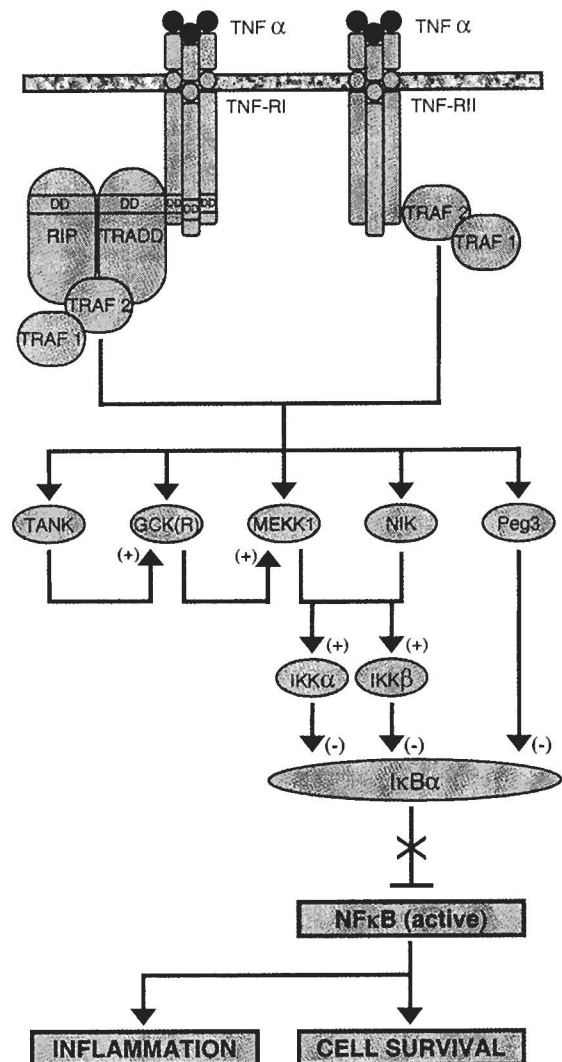 TNF α TNF α
TNF-RI TNF-RII
DD DD DD DD DD
RIP TRADD
TRAF 2
TRAF 1
TRAF 2
TRAF 1
TANK GCK(R) MEKK1 NIK Peg3
(+) (+)
(+) (+)
IKKα IKKβ
(-) (-) (-)
IκBα
NFκB (active)
INFLAMMATION CELL SURVIVAL